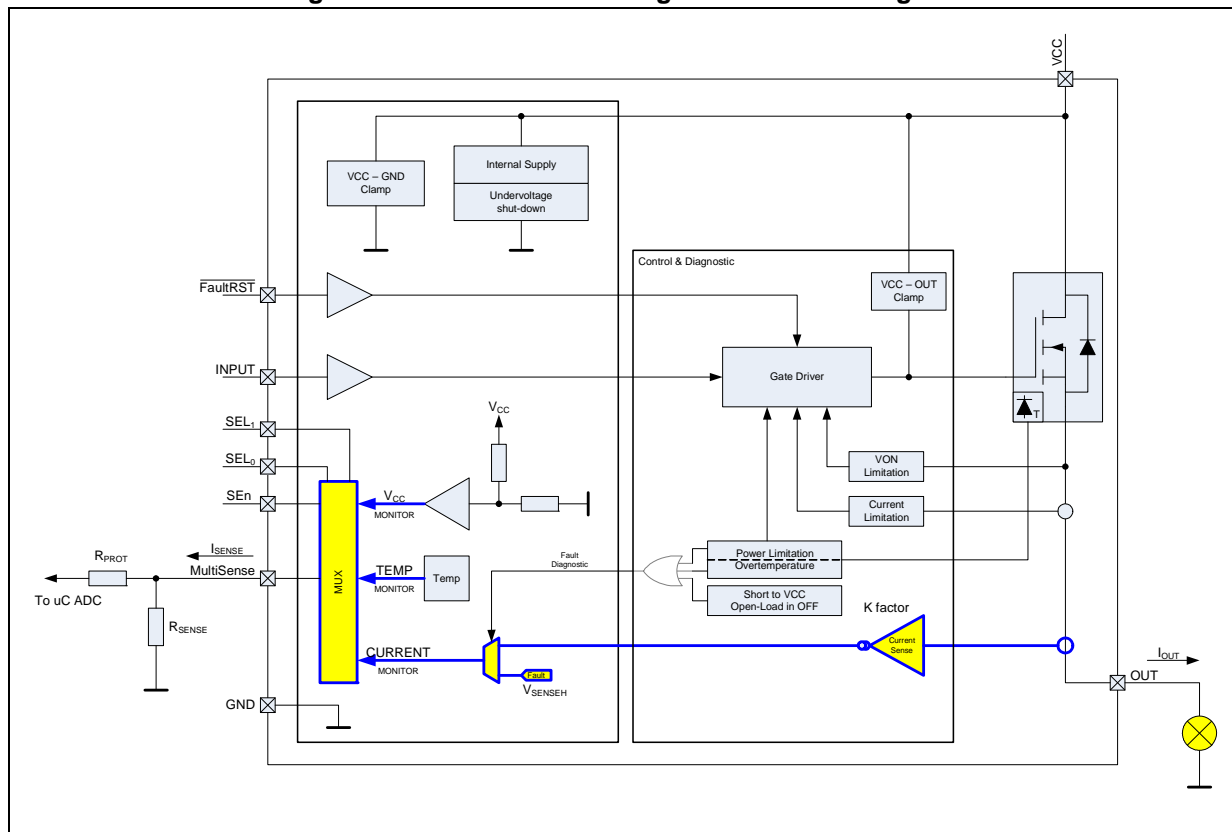 VCC
VCC – GND
Clamp
Internal Supply
Undervoltage
shut-down
Control & Diagnostic
FaultRST
VCC – OUT
Clamp
INPUT
Gate Driver
SEL1
VCC
SEL0
VON
Limitation
SEn
VCC
MONITOR
Current
Limitation
RPROT
ISENSE
MultiSense
MUX
TEMP
MONITOR
Temp
Fault
Diagnostic
Power Limitation
Overtemperature
T
To uC ADC
Short to VCC
Open-Load in OFF
RSENSE
K factor
CURRENT
MONITOR
Current
Sense
Fault
VSENSEH
IOUT
OUT
GND